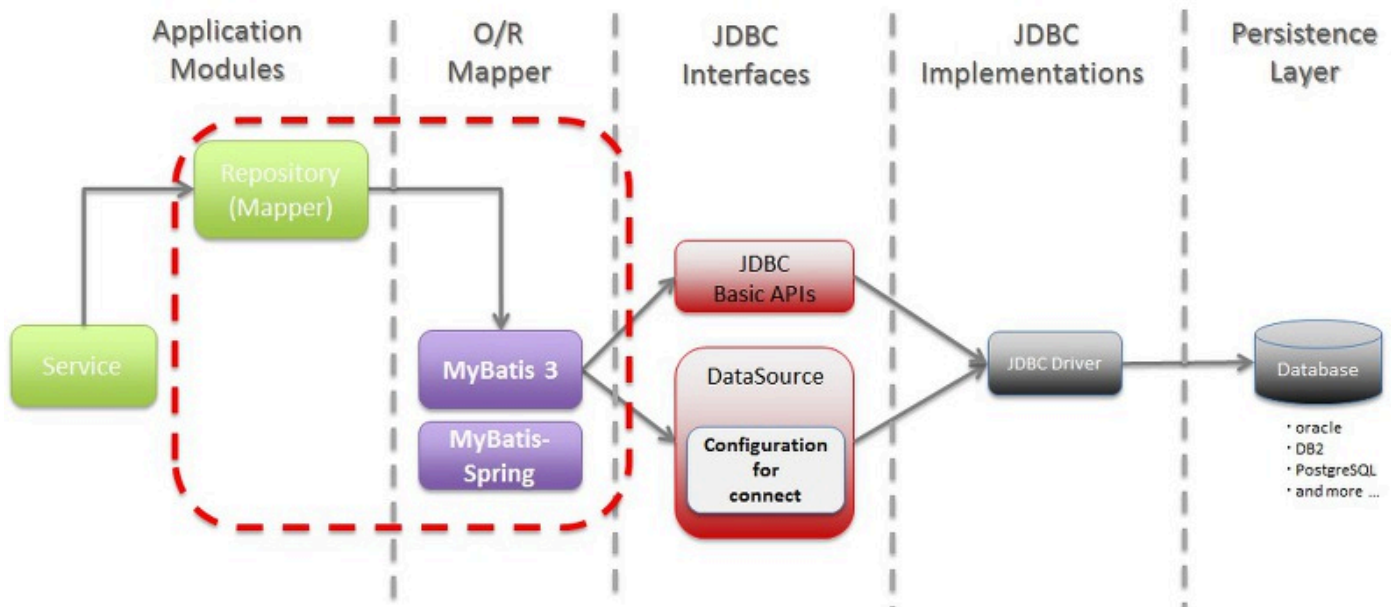 Application
Modules
O/R
Mapper
JDBC
Interfaces
JDBC
Implementations
Persistence
Layer
Repository
(Mapper)
Service
MyBatis 3
MyBatis-
Spring
JDBC
Basic APIs
DataSource
Configuration
for
connect
JDBC Driver
Database
・oracle
・DB2
・PostgreSQL
・and more ...